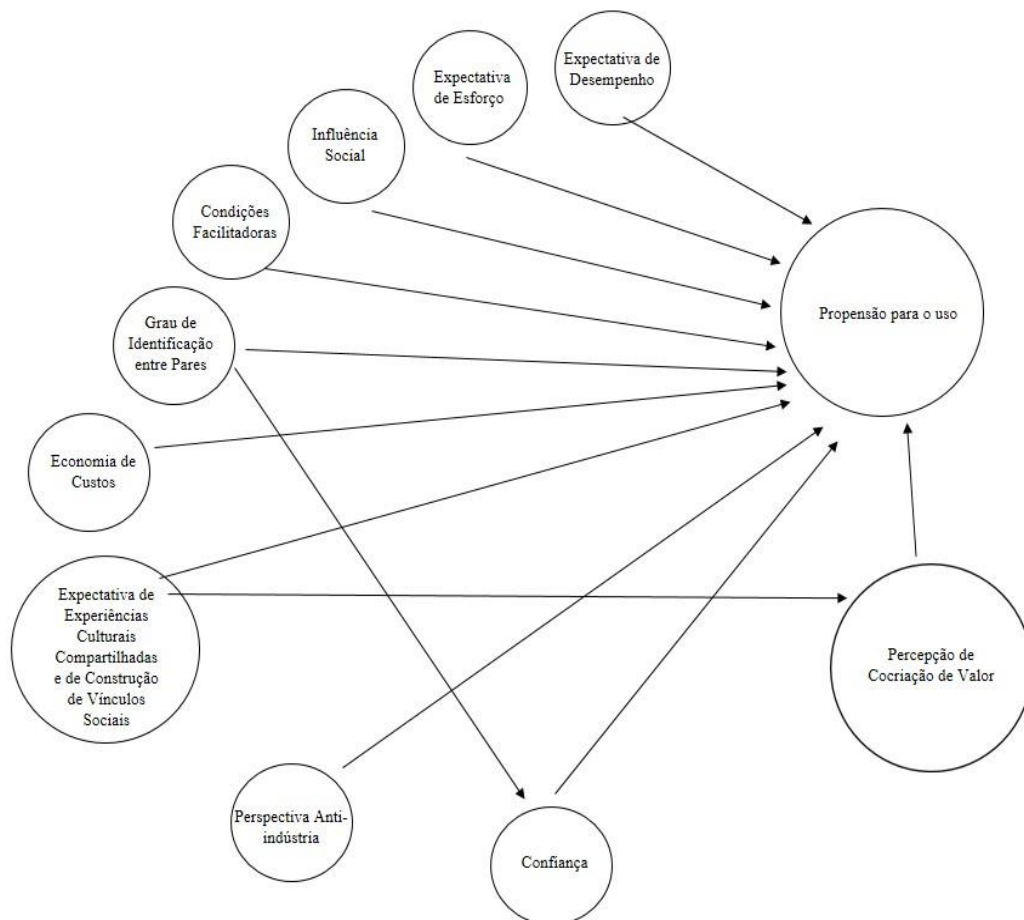 Expectativa de
Desempenho
Expectativa
de Esforço
Influência
Social
Condições
Facilitadoras
Grau de
Identificação
entre Pares
Propensão para o uso
Economia de
Custos
Expectativa de
Experiências
Culturais
Compartilhadas
e de Construção
de Vínculos
Sociais
Percepção de
Cocriação de Valor
Perspectiva Anti-
indústria
Confiança